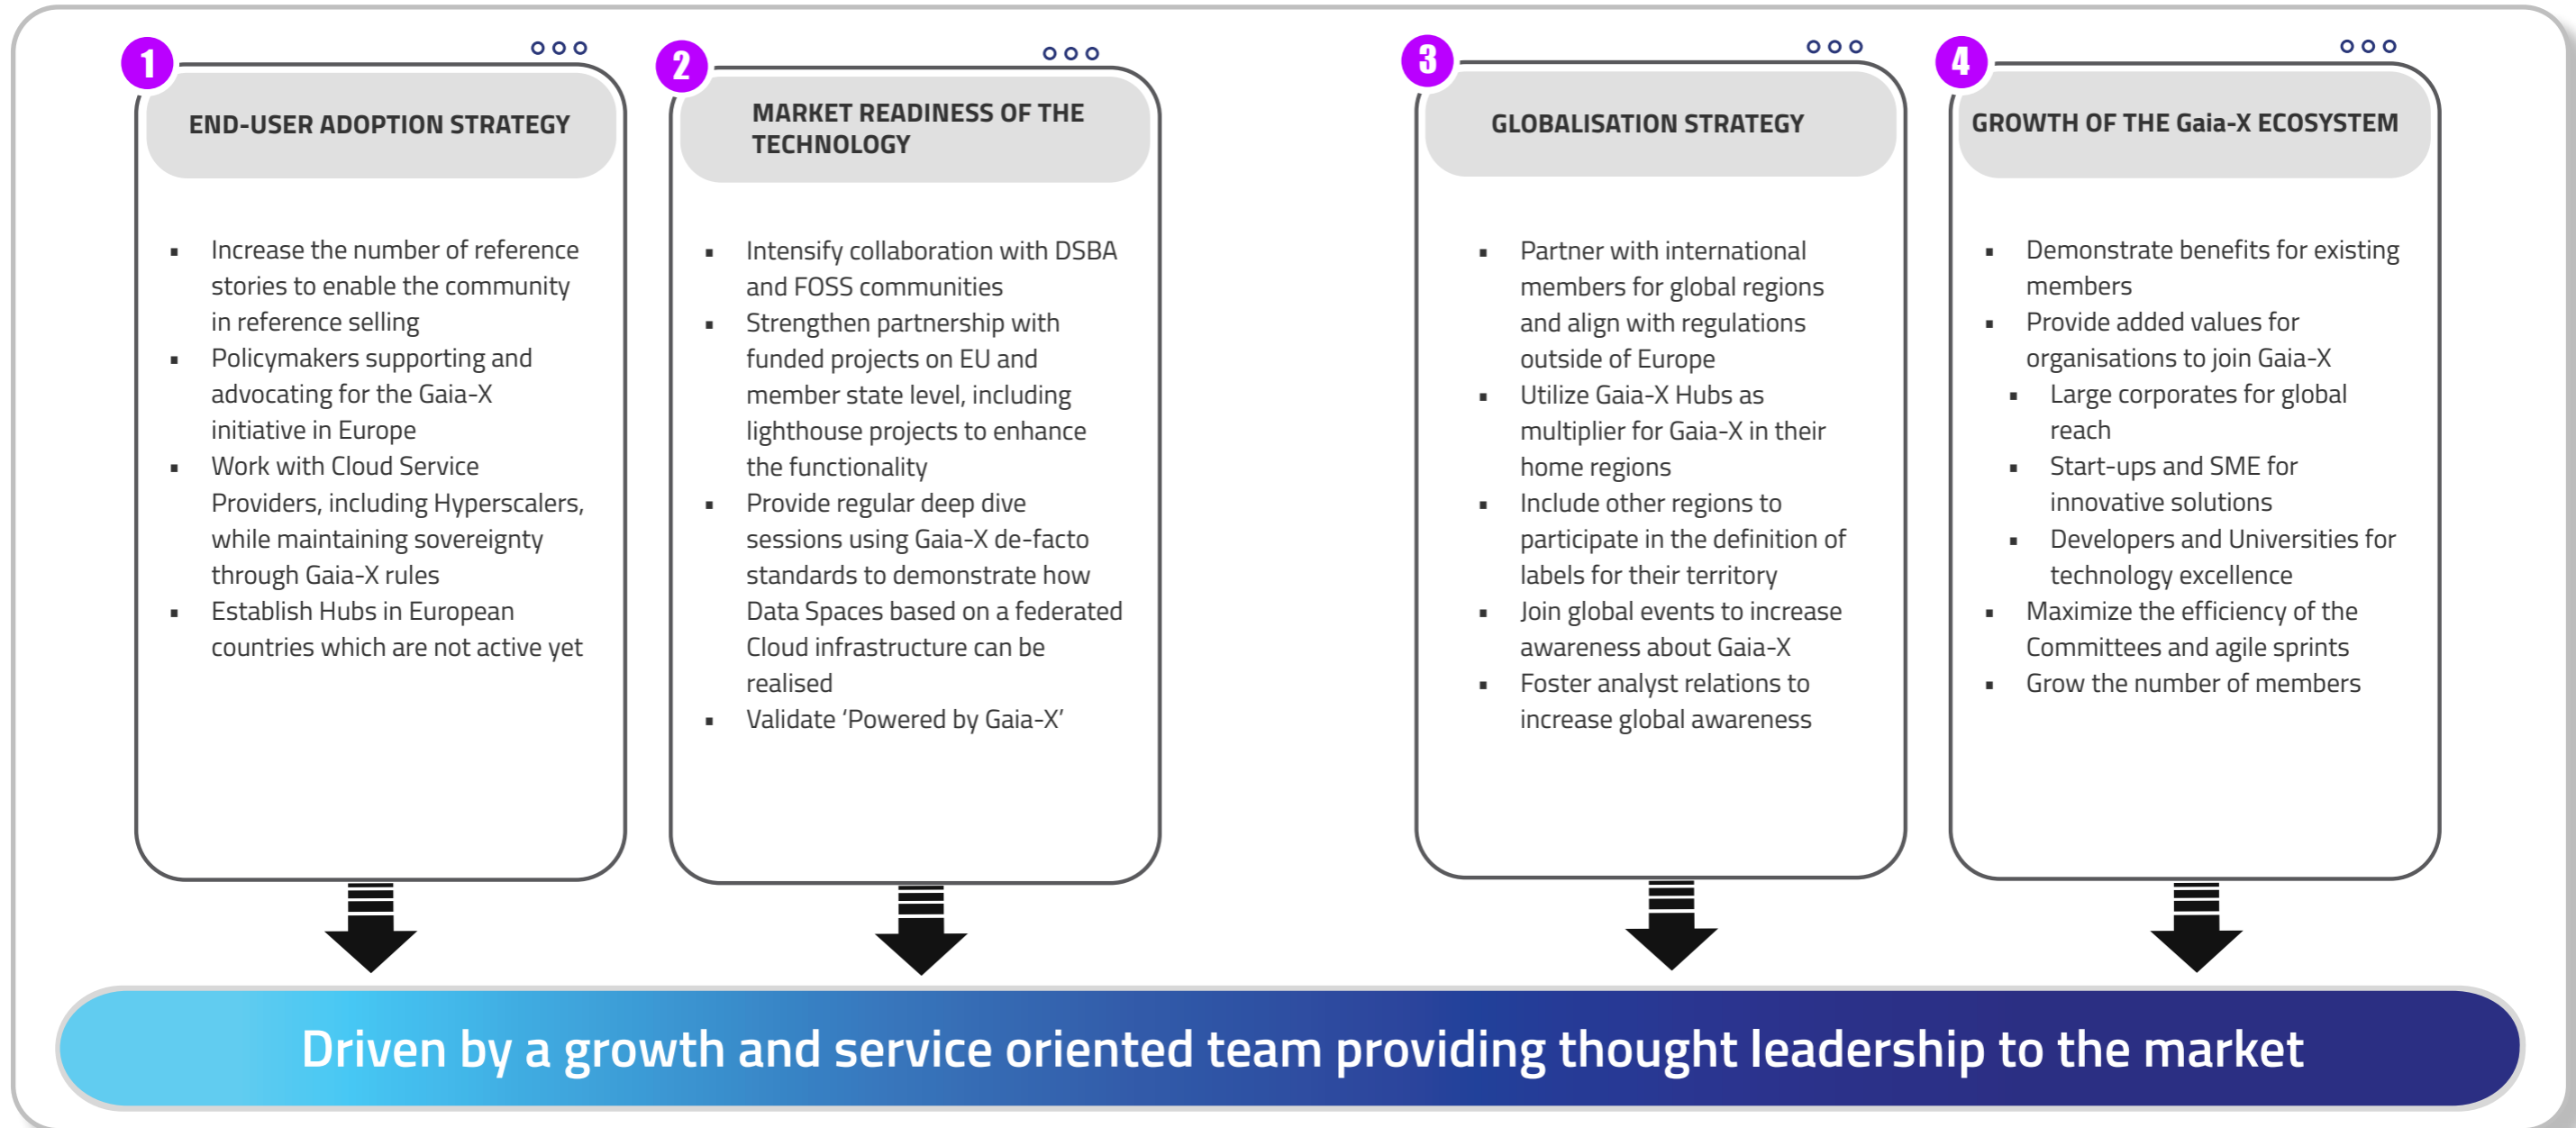 1
END-USER ADOPTION STRATEGY
▪ Increase the number of reference
stories to enable the community
in reference selling
▪ Policymakers supporting and
advocating for the Gaia-X
initiative in Europe
▪ Work with Cloud Service
Providers, including Hyperscalers,
while maintaining sovereignty
through Gaia-X rules
▪ Establish Hubs in European
countries which are not active yet
2
MARKET READINESS OF THE
TECHNOLOGY
▪ Intensify collaboration with DSBA
and FOSS communities
▪ Strengthen partnership with
funded projects on EU and
member state level, including
lighthouse projects to enhance
the functionality
▪ Provide regular deep dive
sessions using Gaia-X de-facto
standards to demonstrate how
Data Spaces based on a federated
Cloud infrastructure can be
realised
▪ Validate ‘Powered by Gaia-X’
3
GLOBALISATION STRATEGY
▪ Partner with international
members for global regions
and align with regulations
outside of Europe
▪ Utilize Gaia-X Hubs as
multiplier for Gaia-X in their
home regions
▪ Include other regions to
participate in the definition of
labels for their territory
▪ Join global events to increase
awareness about Gaia-X
▪ Foster analyst relations to
increase global awareness
4
GROWTH OF THE Gaia-X ECOSYSTEM
▪ Demonstrate benefits for existing
members
▪ Provide added values for
organisations to join Gaia-X
▪ Large corporates for global
reach
▪ Start-ups and SME for
innovative solutions
▪ Developers and Universities for
technology excellence
▪ Maximize the efficiency of the
Committees and agile sprints
▪ Grow the number of members
Driven by a growth and service oriented team providing thought leadership to the market